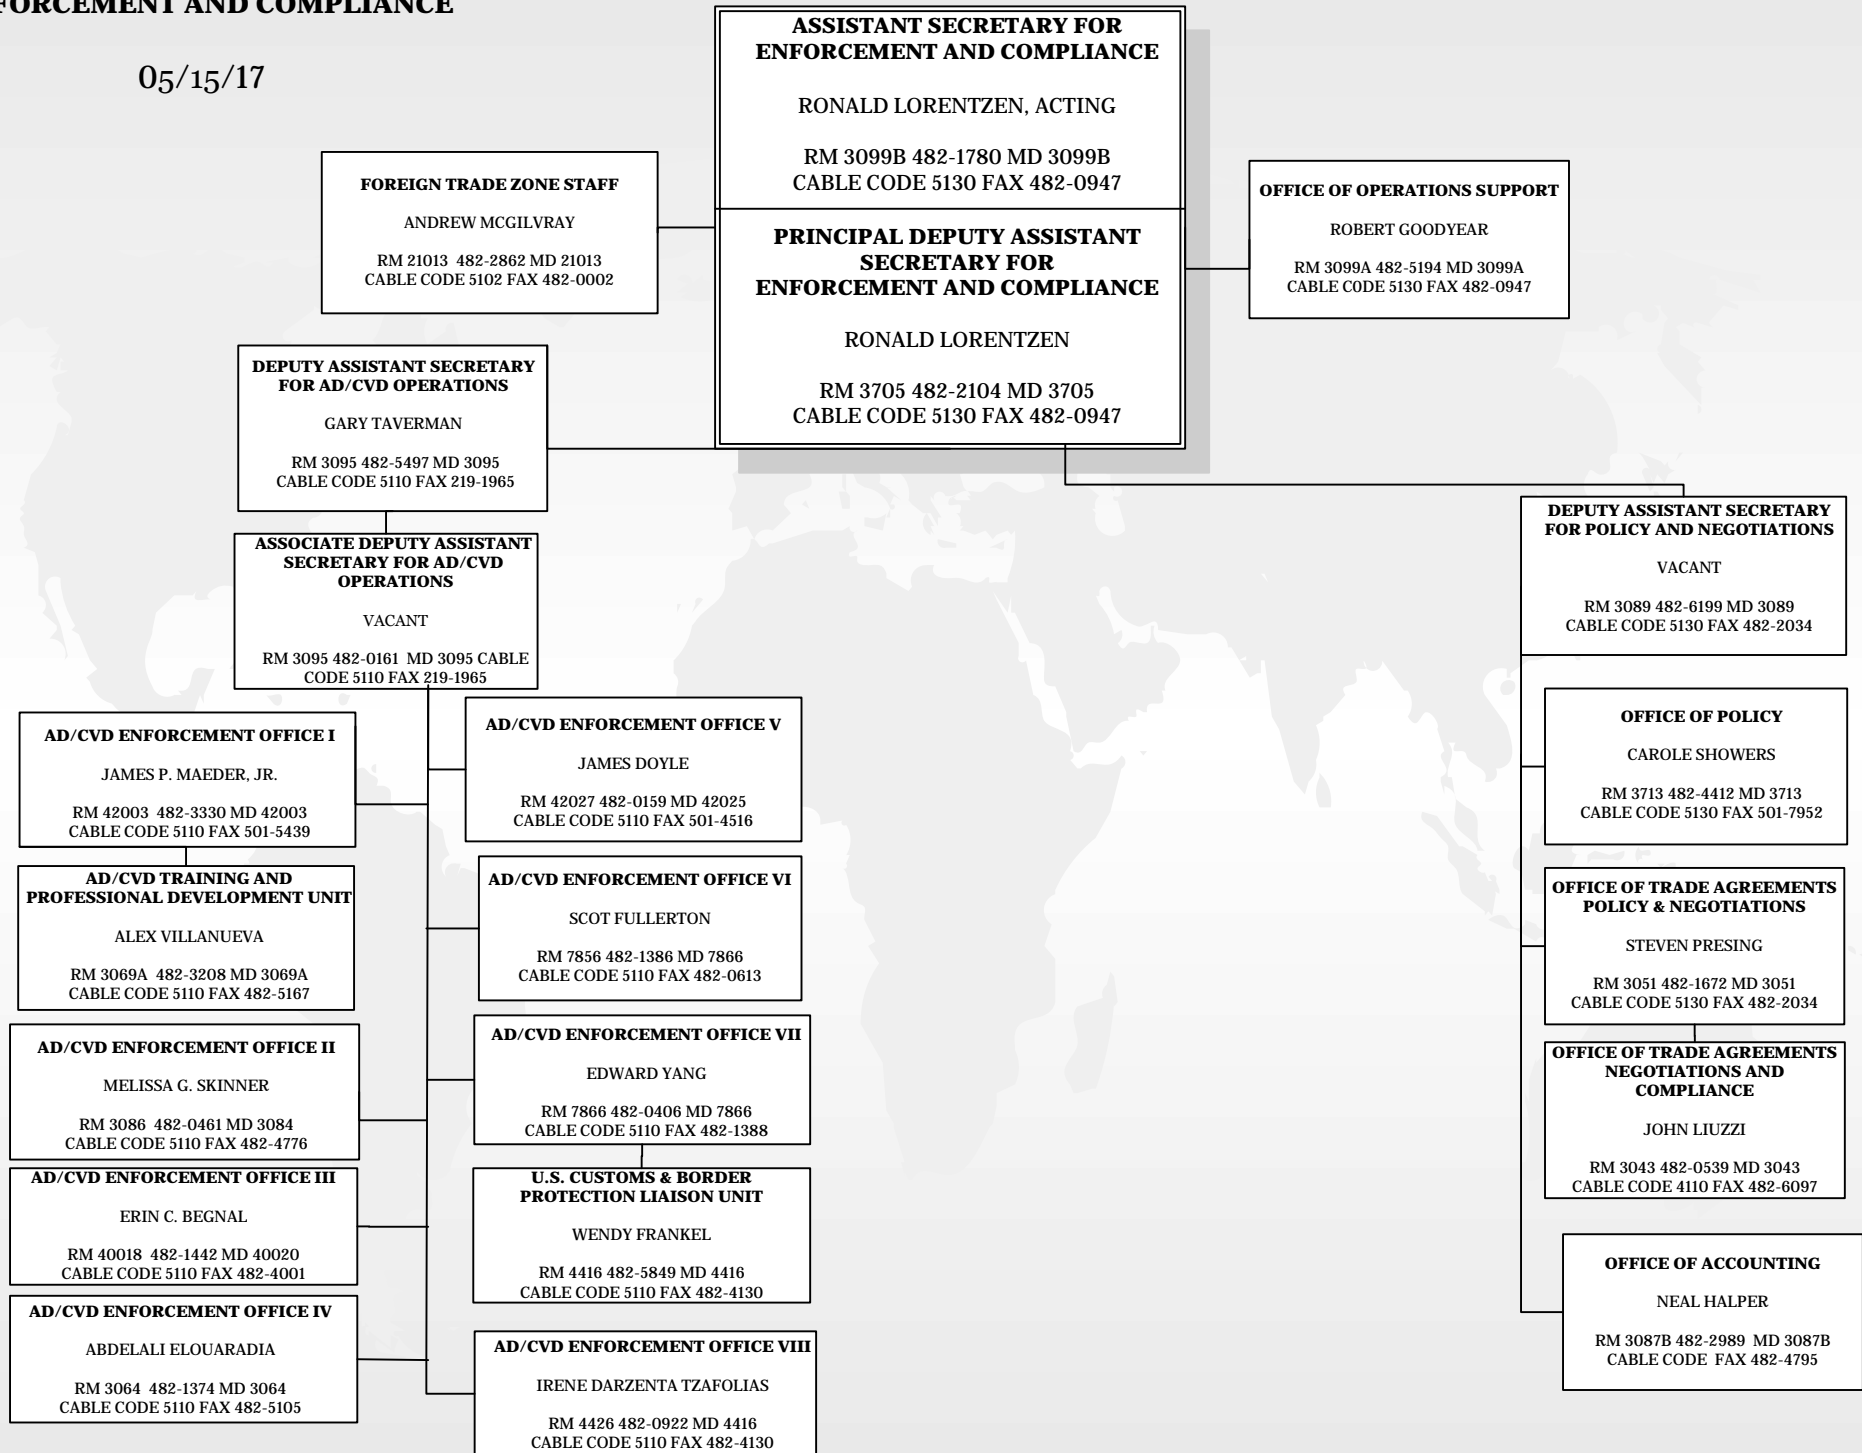 FORCEMENT AND COMPLIANCE
05/15/17
ASSISTANT SECRETARY FOR
ENFORCEMENT AND COMPLIANCE
RONALD LORENTZEN, ACTING
RM 3099B 482-1780 MD 3099B
CABLE CODE 5130 FAX 482-0947
PRINCIPAL DEPUTY ASSISTANT
SECRETARY FOR
ENFORCEMENT AND COMPLIANCE
RONALD LORENTZEN
RM 3705 482-2104 MD 3705
CABLE CODE 5130 FAX 482-0947
FOREIGN TRADE ZONE STAFF
ANDREW MCGILVRAY
RM 21013 482-2862 MD 21013
CABLE CODE 5102 FAX 482-0002
OFFICE OF OPERATIONS SUPPORT
ROBERT GOODYEAR
RM 3099A 482-5194 MD 3099A
CABLE C0DE 5130 FAX 482-0947
DEPUTY ASSISTANT SECRETARY
FOR AD/CVD OPERATIONS
GARY TAVERMAN
RM 3095 482-5497 MD 3095
CABLE CODE 5110 FAX 219-1965
ASSOCIATE DEPUTY ASSISTANT
SECRETARY FOR AD/CVD
OPERATIONS
VACANT
RM 3095 482-0161 MD 3095 CABLE
CODE 5110 FAX 219-1965
AD/CVD ENFORCEMENT OFFICE I
JAMES P. MAEDER, JR.
RM 42003 482-3330 MD 42003
CABLE CODE 5110 FAX 501-5439
AD/CVD TRAINING AND
PROFESSIONAL DEVELOPMENT UNIT
ALEX VILLANUEVA
RM 3069A 482-3208 MD 3069A
CABLE CODE 5110 FAX 482-5167
AD/CVD ENFORCEMENT OFFICE II
MELISSA G. SKINNER
RM 3086 482-0461 MD 3084
CABLE CODE 5110 FAX 482-4776
AD/CVD ENFORCEMENT OFFICE III
ERIN C. BEGNAL
RM 40018 482-1442 MD 40020
CABLE CODE 5110 FAX 482-4001
AD/CVD ENFORCEMENT OFFICE IV
ABDELALI ELOUARADIA
RM 3064 482-1374 MD 3064
CABLE CODE 5110 FAX 482-5105
AD/CVD ENFORCEMENT OFFICE V
JAMES DOYLE
RM 42027 482-0159 MD 42025
CABLE CODE 5110 FAX 501-4516
AD/CVD ENFORCEMENT OFFICE VI
SCOT FULLERTON
RM 7856 482-1386 MD 7866
CABLE CODE 5110 FAX 482-0613
AD/CVD ENFORCEMENT OFFICE VII
EDWARD YANG
RM 7866 482-0406 MD 7866
CABLE CODE 5110 FAX 482-1388
U.S. CUSTOMS & BORDER
PROTECTION LIAISON UNIT
WENDY FRANKEL
RM 4416 482-5849 MD 4416
CABLE CODE 5110 FAX 482-4130
AD/CVD ENFORCEMENT OFFICE VIII
IRENE DARZENTA TZAFOLIAS
RM 4426 482-0922 MD 4416
CABLE CODE 5110 FAX 482-4130
DEPUTY ASSISTANT SECRETARY
FOR POLICY AND NEGOTIATIONS
VACANT
RM 3089 482-6199 MD 3089
CABLE CODE 5130 FAX 482-2034
OFFICE OF POLICY
CAROLE SHOWERS
RM 3713 482-4412 MD 3713
CABLE CODE 5130 FAX 501-7952
OFFICE OF TRADE AGREEMENTS
POLICY & NEGOTIATIONS
STEVEN PRESING
RM 3051 482-1672 MD 3051
CABLE CODE 5130 FAX 482-2034
OFFICE OF TRADE AGREEMENTS
NEGOTIATIONS AND
COMPLIANCE
JOHN LIUZZI
RM 3043 482-0539 MD 3043
CABLE CODE 4110 FAX 482-6097
OFFICE OF ACCOUNTING
NEAL HALPER
RM 3087B 482-2989 MD 3087B
CABLE CODE FAX 482-4795